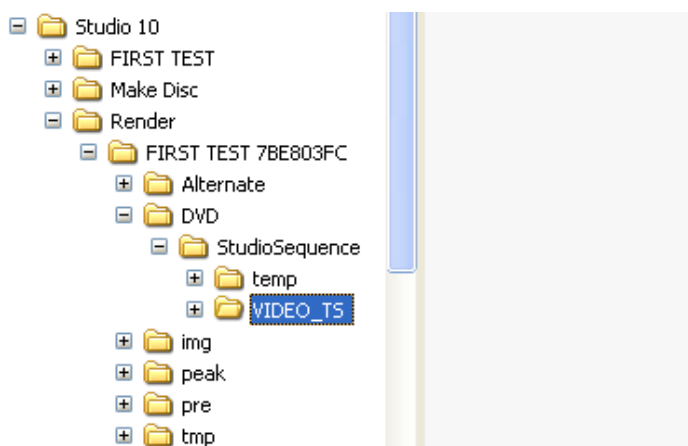 Studio 10
FIRST TEST
Make Disc
Render
FIRST TEST 7BE803FC
Alternate
DVD
StudioSequence
temp
VIDEO_TS
img
peak
pre
tmp